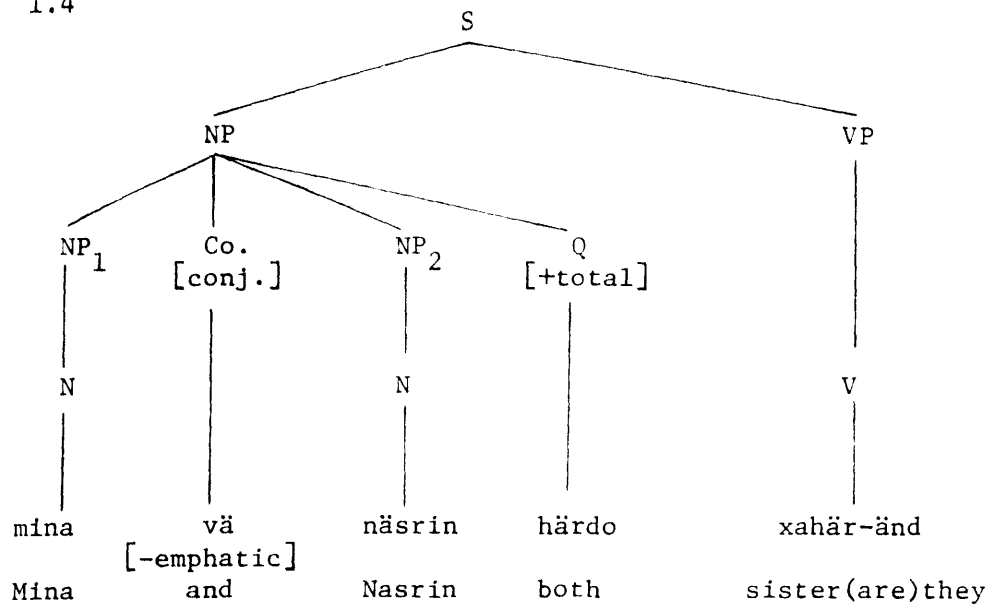 1.4
S
NP VP
NP1 Co. NP2 Q
[conj.] [+total]
N N V
mina vä näsrin härdo xahär-änd
[-emphatic]
Mina and Nasrin both sister(are)they